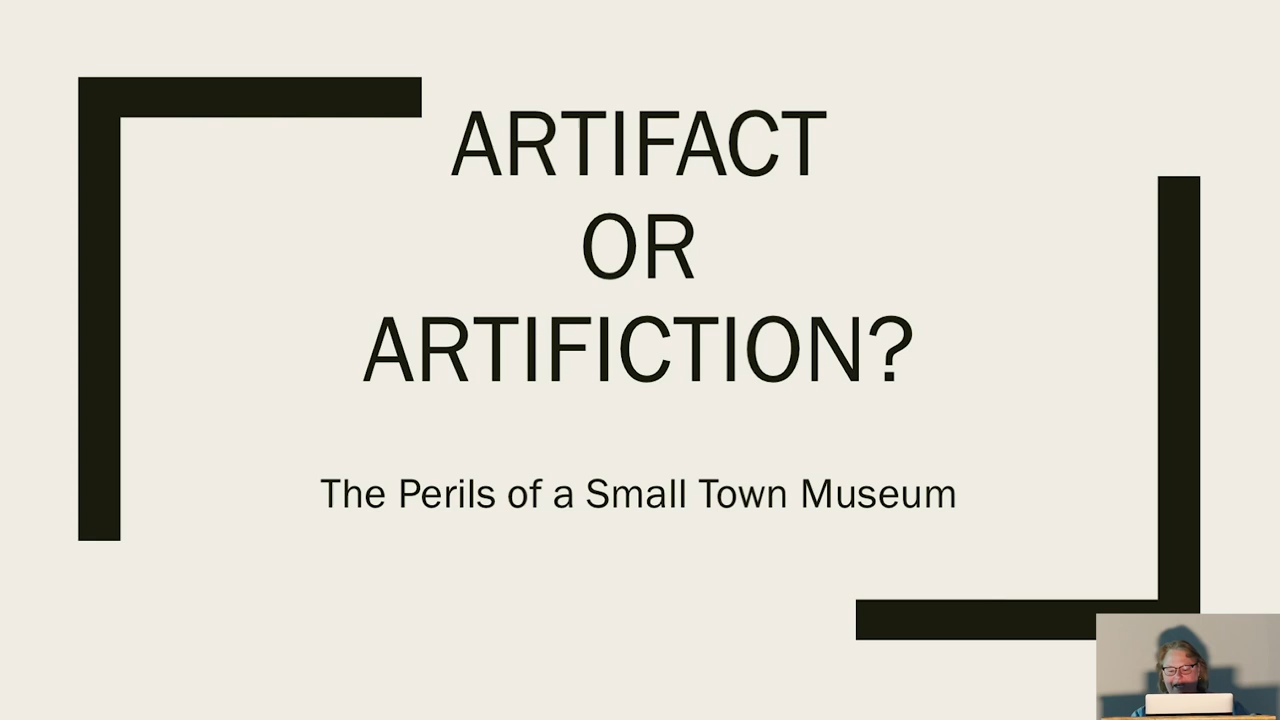 ARTIFACT
OR
ARTIFICTION?
The Perils of a Small Town Museum